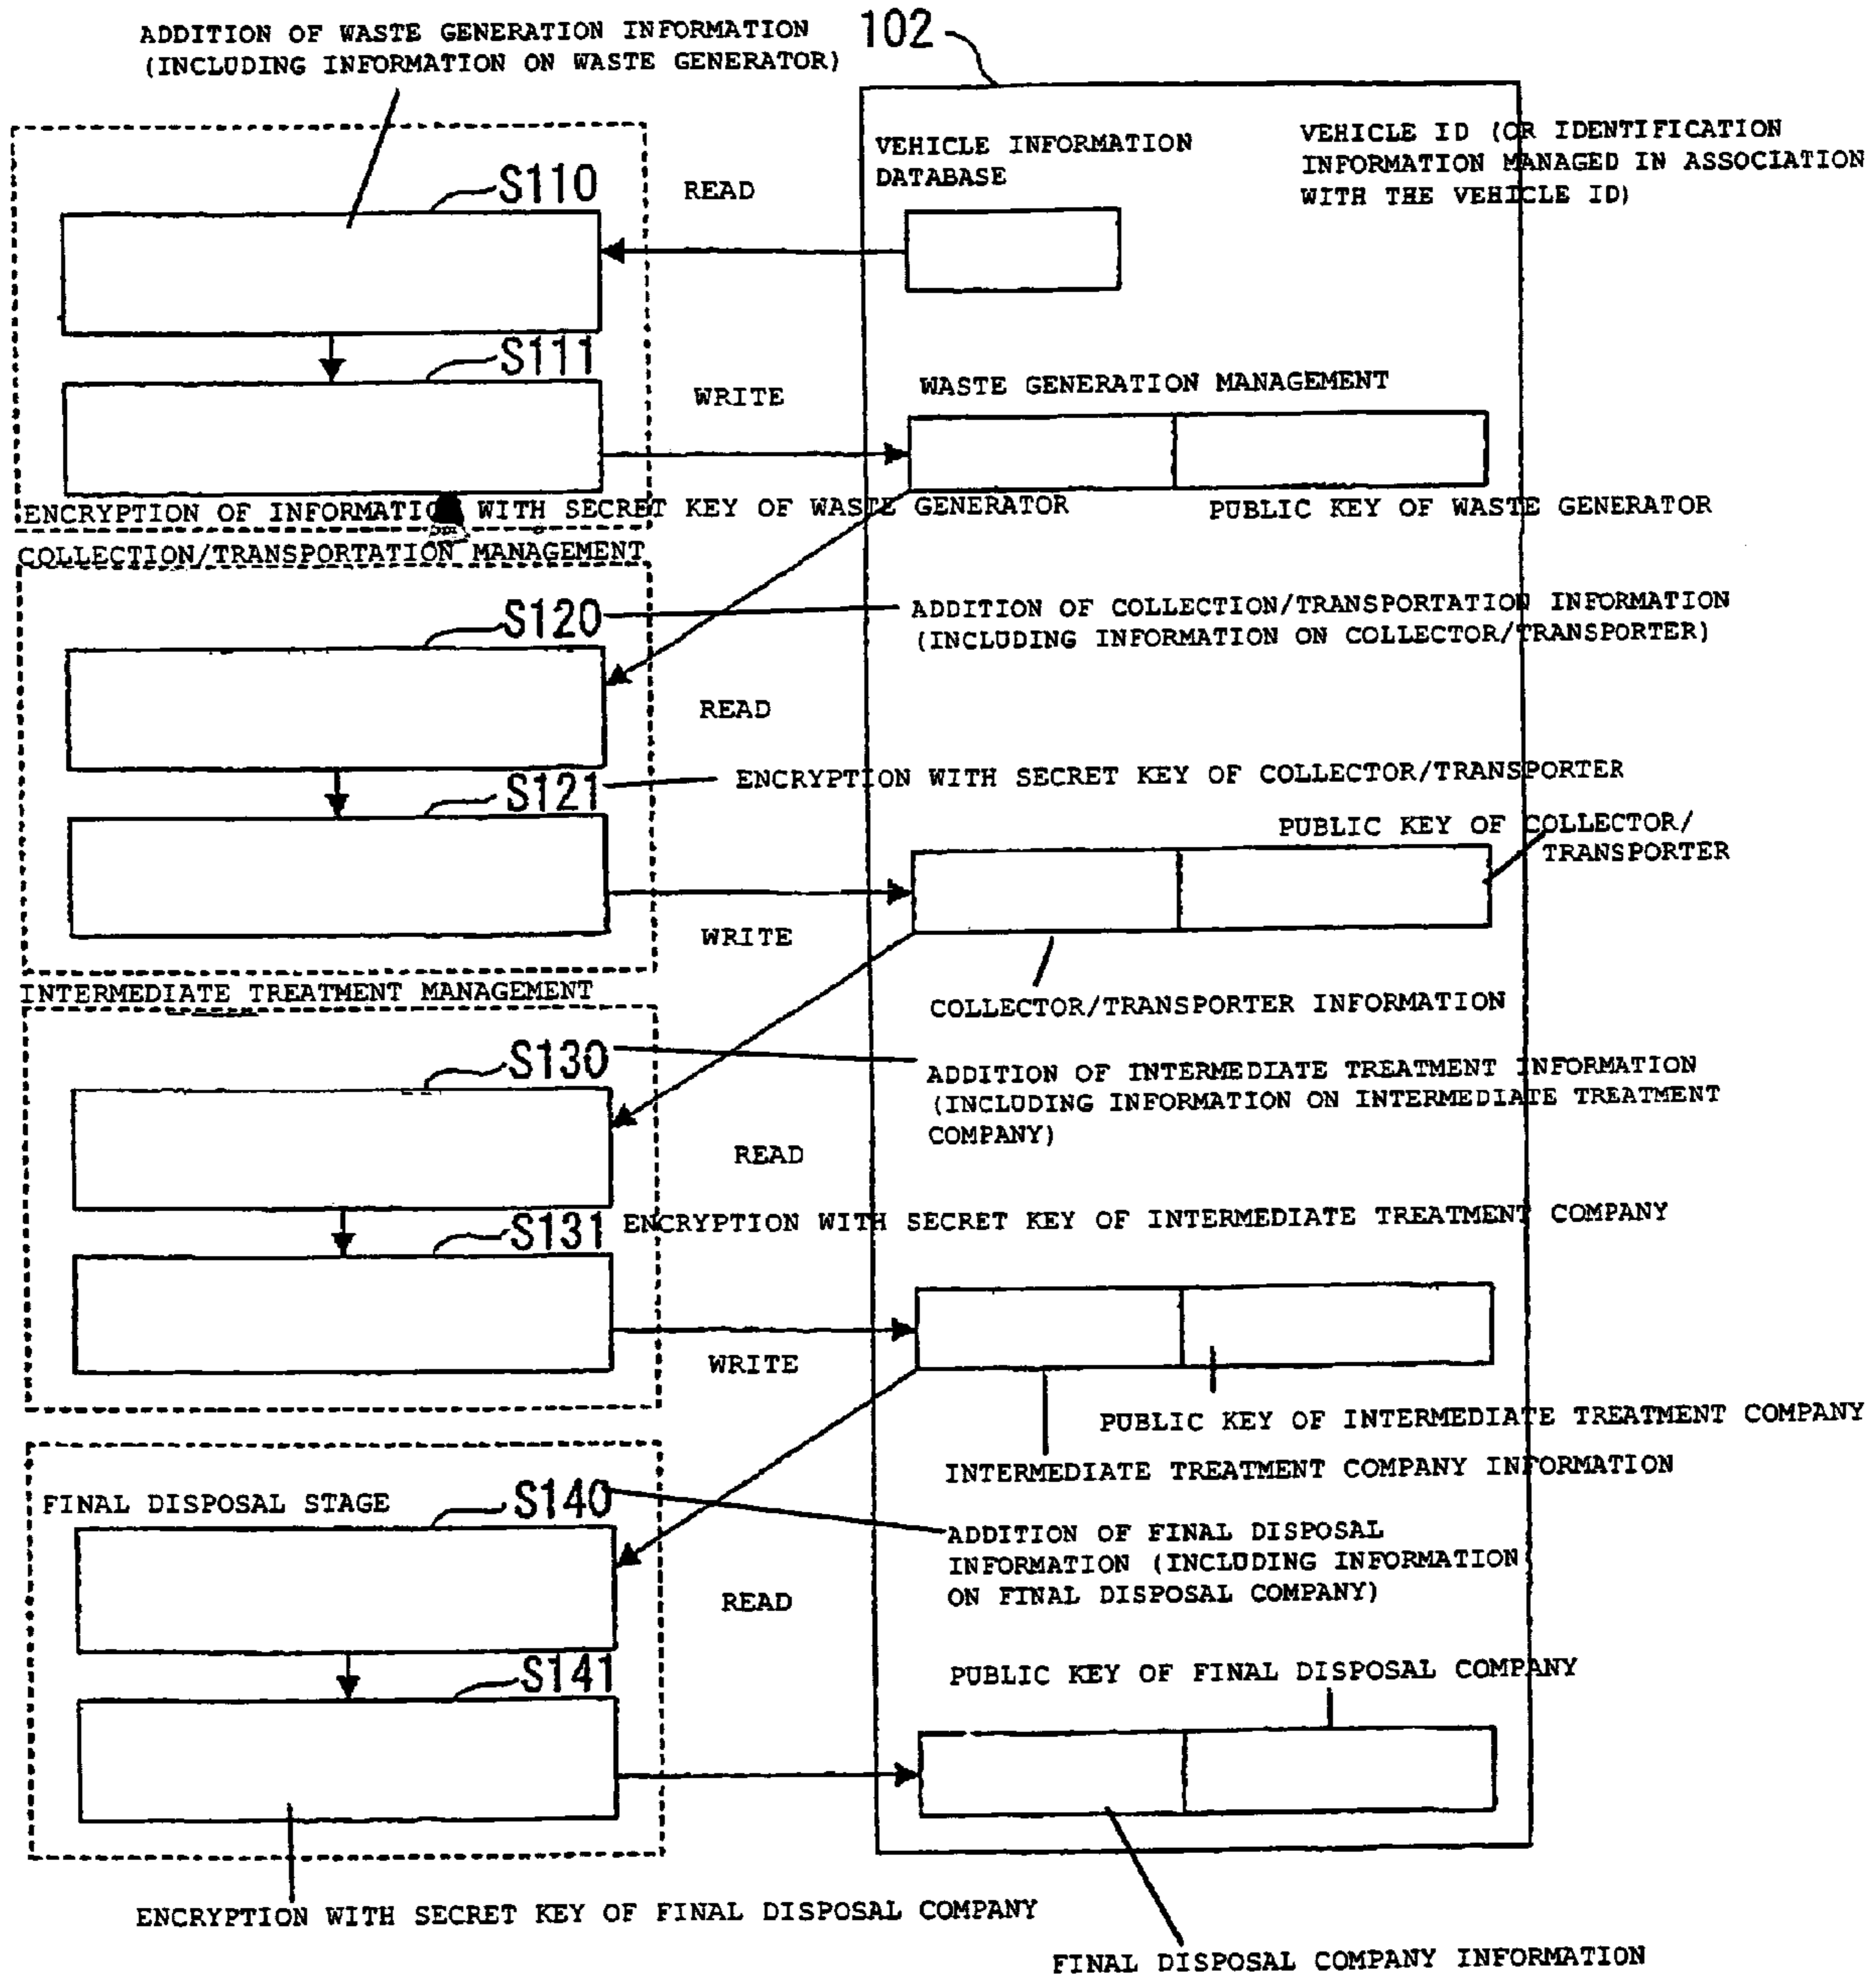 ADDITION OF WASTE GENERATION INFORMATION
(INCLUDING INFORMATION ON WASTE GENERATOR)
102
VEHICLE INFORMATION
DATABASE
VEHICLE ID (OR IDENTIFICATION
INFORMATION MANAGED IN ASSOCIATION
WITH THE VEHICLE ID)
S110
READ
S111
WRITE
WASTE GENERATION MANAGEMENT
ENCRYPTION OF INFORMATION WITH SECRET KEY OF WASTE GENERATOR
PUBLIC KEY OF WASTE GENERATOR
COLLECTION/TRANSPORTATION MANAGEMENT
S120
ADDITION OF COLLECTION/TRANSPORTATION INFORMATION
(INCLUDING INFORMATION ON COLLECTOR/TRANSPORTER)
READ
S121
ENCRYPTION WITH SECRET KEY OF COLLECTOR/TRANSPORTER
PUBLIC KEY OF COLLECTOR/
TRANSPORTER
WRITE
INTERMEDIATE TREATMENT MANAGEMENT
COLLECTOR/TRANSPORTER INFORMATION
S130
ADDITION OF INTERMEDIATE TREATMENT INFORMATION
(INCLUDING INFORMATION ON INTERMEDIATE TREATMENT
COMPANY)
READ
S131
ENCRYPTION WITH SECRET KEY OF INTERMEDIATE TREATMENT COMPANY
WRITE
PUBLIC KEY OF INTERMEDIATE TREATMENT COMPANY
INTERMEDIATE TREATMENT COMPANY INFORMATION
FINAL DISPOSAL STAGE
S140
ADDITION OF FINAL DISPOSAL
INFORMATION (INCLUDING INFORMATION
ON FINAL DISPOSAL COMPANY)
READ
S141
PUBLIC KEY OF FINAL DISPOSAL COMPANY
ENCRYPTION WITH SECRET KEY OF FINAL DISPOSAL COMPANY
FINAL DISPOSAL COMPANY INFORMATION